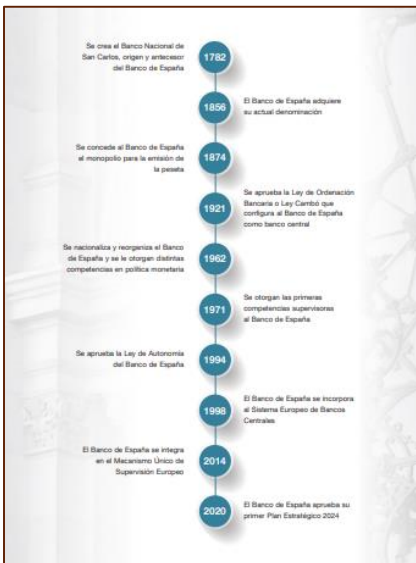 Se crea el Banco Nacional de
San Carlos, origen y antecesor
del Banco de España
1782
1856
El Banco de España adquiere
su actual denominación
Se concede al Banco de España
el monopolio para la emisión de
la peseta
1874
1921
Se aprueba la Ley de Ordenación
Bancaria o Ley Cambó que
configura al Banco de España
como banco central
Se nacionaliza y reorganiza el Banco
de España y se le otorgan distintas
competencias en política monetaria
1962
1971
Se otorgan las primeras
competencias supervisoras
al Banco de España
Se aprueba la Ley de Autonomía
del Banco de España
1994
1998
El Banco de España se incorpora
al Sistema Europeo de Bancos
Centrales
El Banco de España se integra
en el Mecanismo Único de
Supervisión Europeo
2014
2020
El Banco de España aprueba su
primer Plan Estratégico 2024